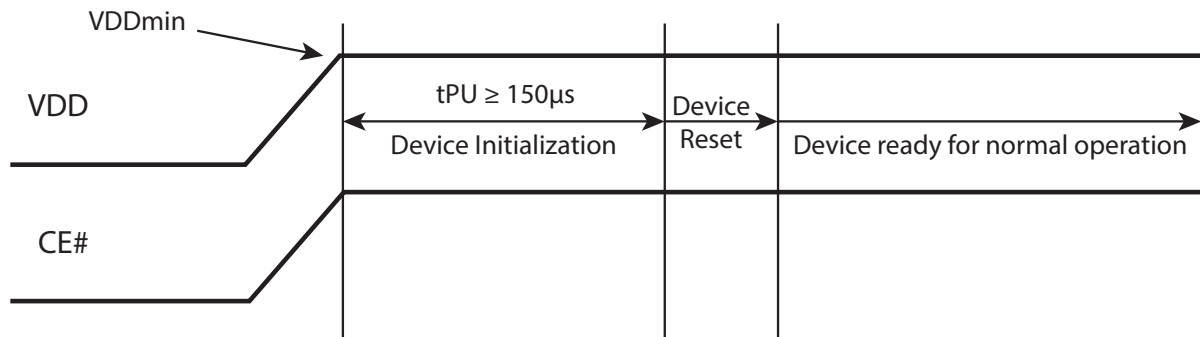 VDDmin
VDD
tPU ≥ 150μs
Device Initialization
Device
Reset
Device ready for normal operation
CE#